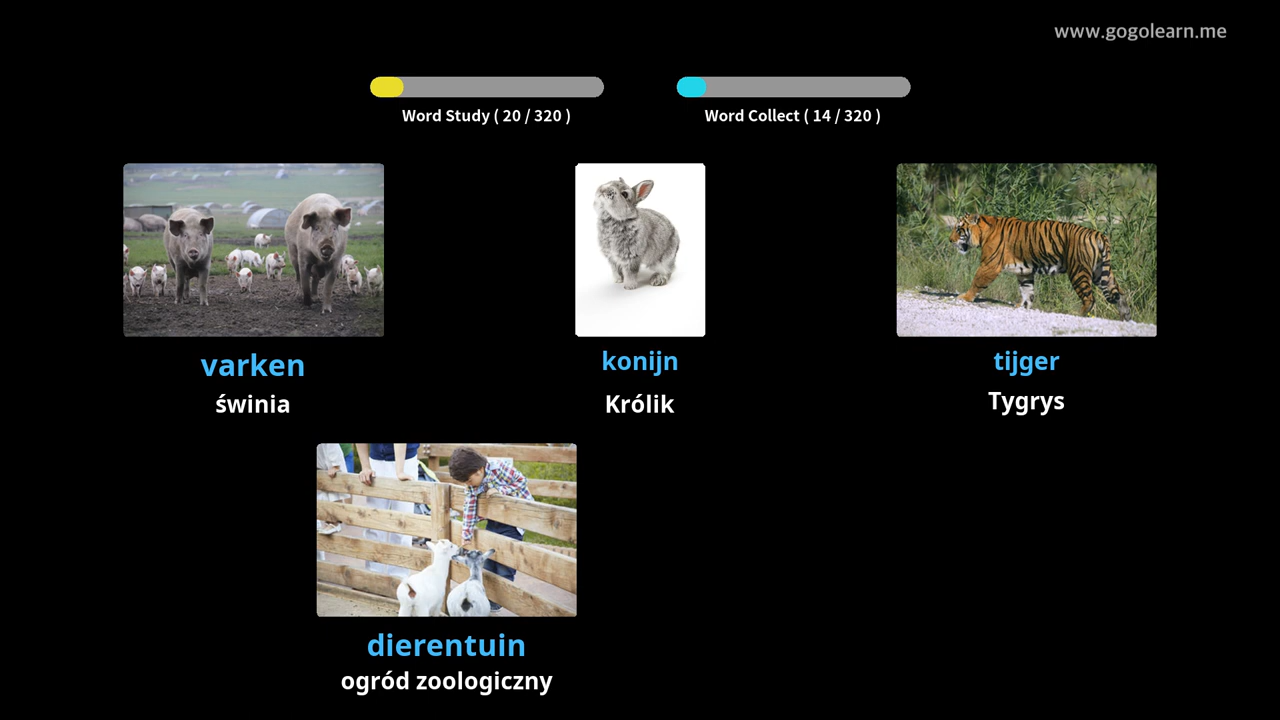 www.gogolearn.me
Word Study ( 20 / 320 )
Word Collect ( 14 / 320 )
varken
świnia
konijn
Królik
tijger
Tygrys
dierentuin
ogród zoologiczny